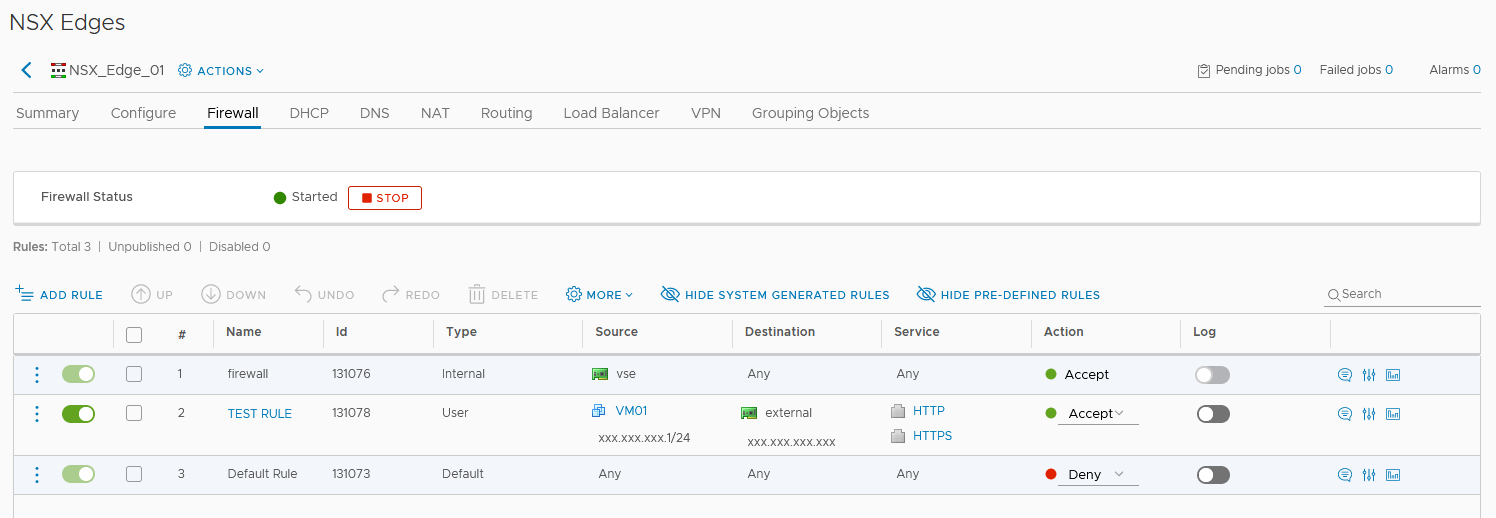 NSX Edges
NSX_Edge_01 ACTIONS Pending jobs 0 Failed jobs 0 Alarms 0
Summary Configure Firewall DHCP DNS NAT Routing Load Balancer VPN Grouping Objects
Firewall Status Started STOP
Rules: Total 3 | Unpublished 0 | Disabled 0
ADD RULE UP DOWN UNDO REDO DELETE MORE HIDE SYSTEM GENERATED RULES HIDE PRE-DEFINED RULES Search
# Name Id Type Source Destination Service Action Log
1 firewall 131076 Internal vse Any Any Accept
2 TEST RULE 131078 User VM01 external HTTP Accept
xxx.xxx.xxx.1/24 xxx.xxx.xxx.xxx HTTPS
3 Default Rule 131073 Default Any Any Any Deny